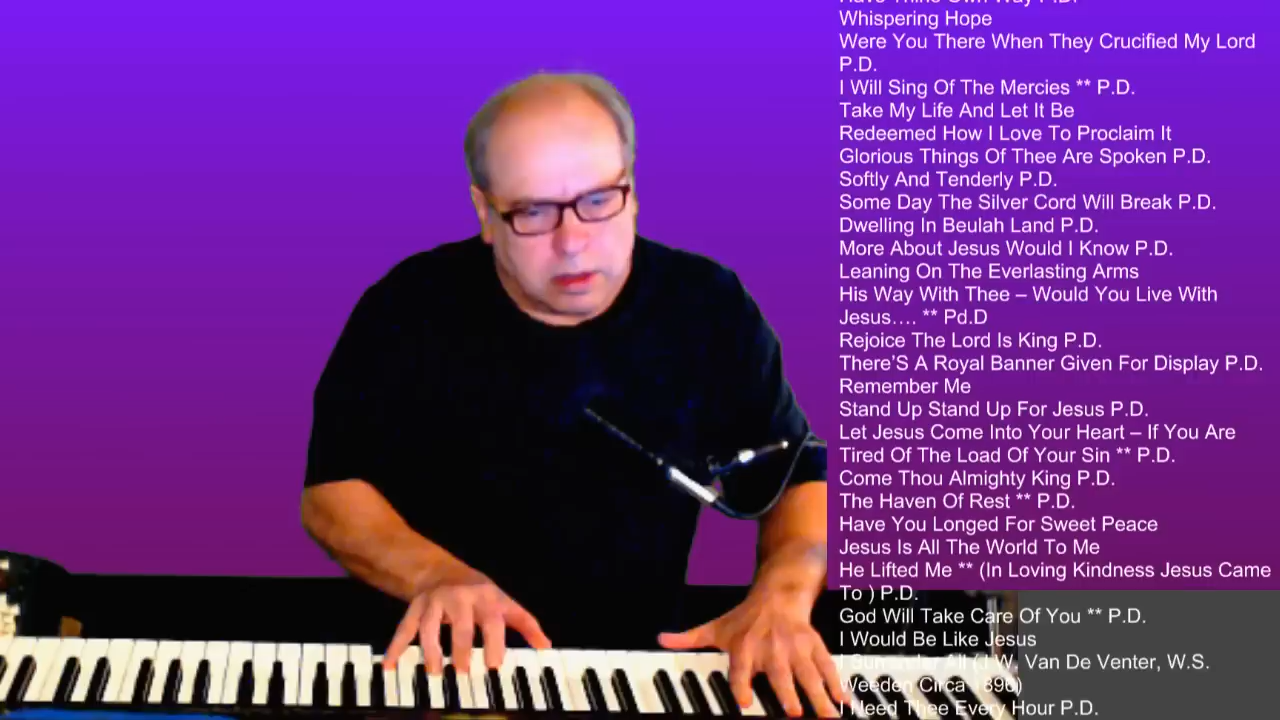 Have Thine Own Way P.D.
Whispering Hope
Were You There When They Crucified My Lord
P.D.
I Will Sing Of The Mercies ** P.D.
Take My Life And Let It Be
Redeemed How I Love To Proclaim It
Glorious Things Of Thee Are Spoken P.D.
Softly And Tenderly P.D.
Some Day The Silver Cord Will Break P.D.
Dwelling In Beulah Land P.D.
More About Jesus Would I Know P.D.
Leaning On The Everlasting Arms
His Way With Thee – Would You Live With
Jesus…. ** Pd.D
Rejoice The Lord Is King P.D.
There'S A Royal Banner Given For Display P.D.
Remember Me
Stand Up Stand Up For Jesus P.D.
Let Jesus Come Into Your Heart – If You Are
Tired Of The Load Of Your Sin ** P.D.
Come Thou Almighty King P.D.
The Haven Of Rest ** P.D.
Have You Longed For Sweet Peace
Jesus Is All The World To Me
He Lifted Me ** (In Loving Kindness Jesus Came
To ) P.D.
God Will Take Care Of You ** P.D.
I Would Be Like Jesus
I Surrender All ( J W. Van De Venter, W.S.
Weeden Circa 1896)
I Need Thee Every Hour P.D.